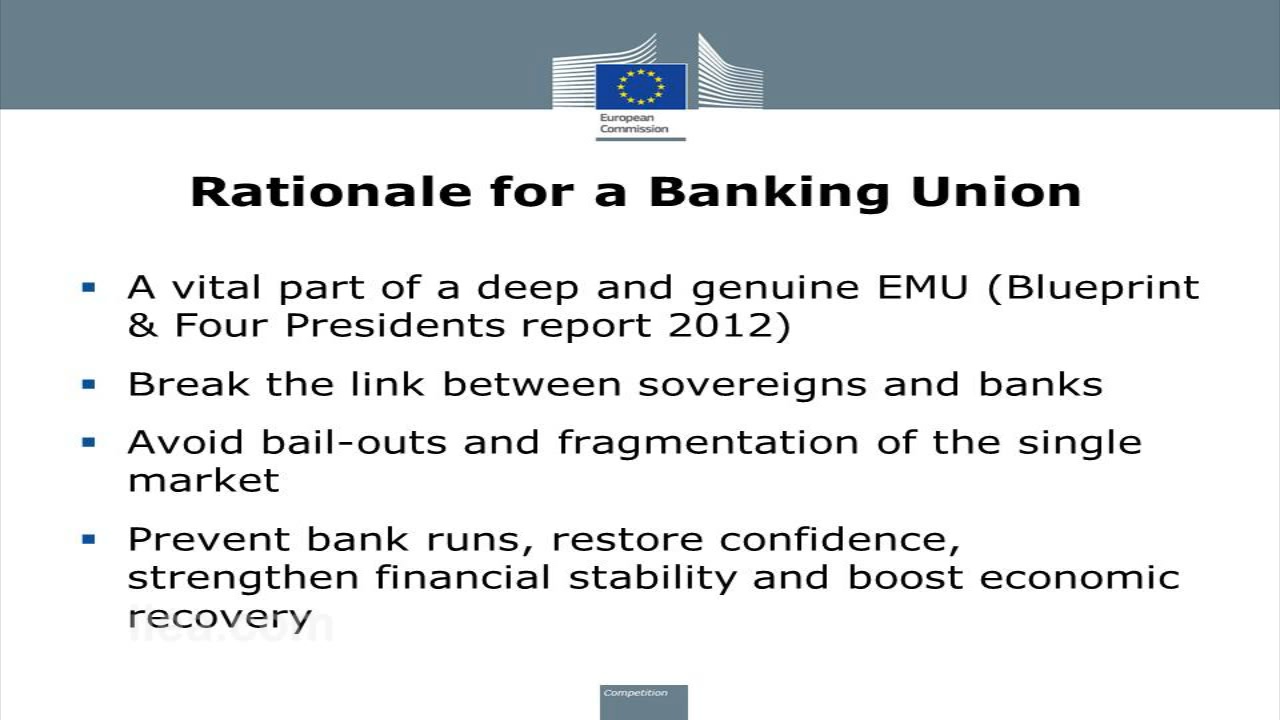 European
Commission
Rationale for a Banking Union
A vital part of a deep and genuine EMU (Blueprint
& Four Presidents report 2012)
Break the link between sovereigns and banks
Avoid bail-outs and fragmentation of the single
market
Prevent bank runs, restore confidence,
strengthen financial stability and boost economic
recovery
Competition